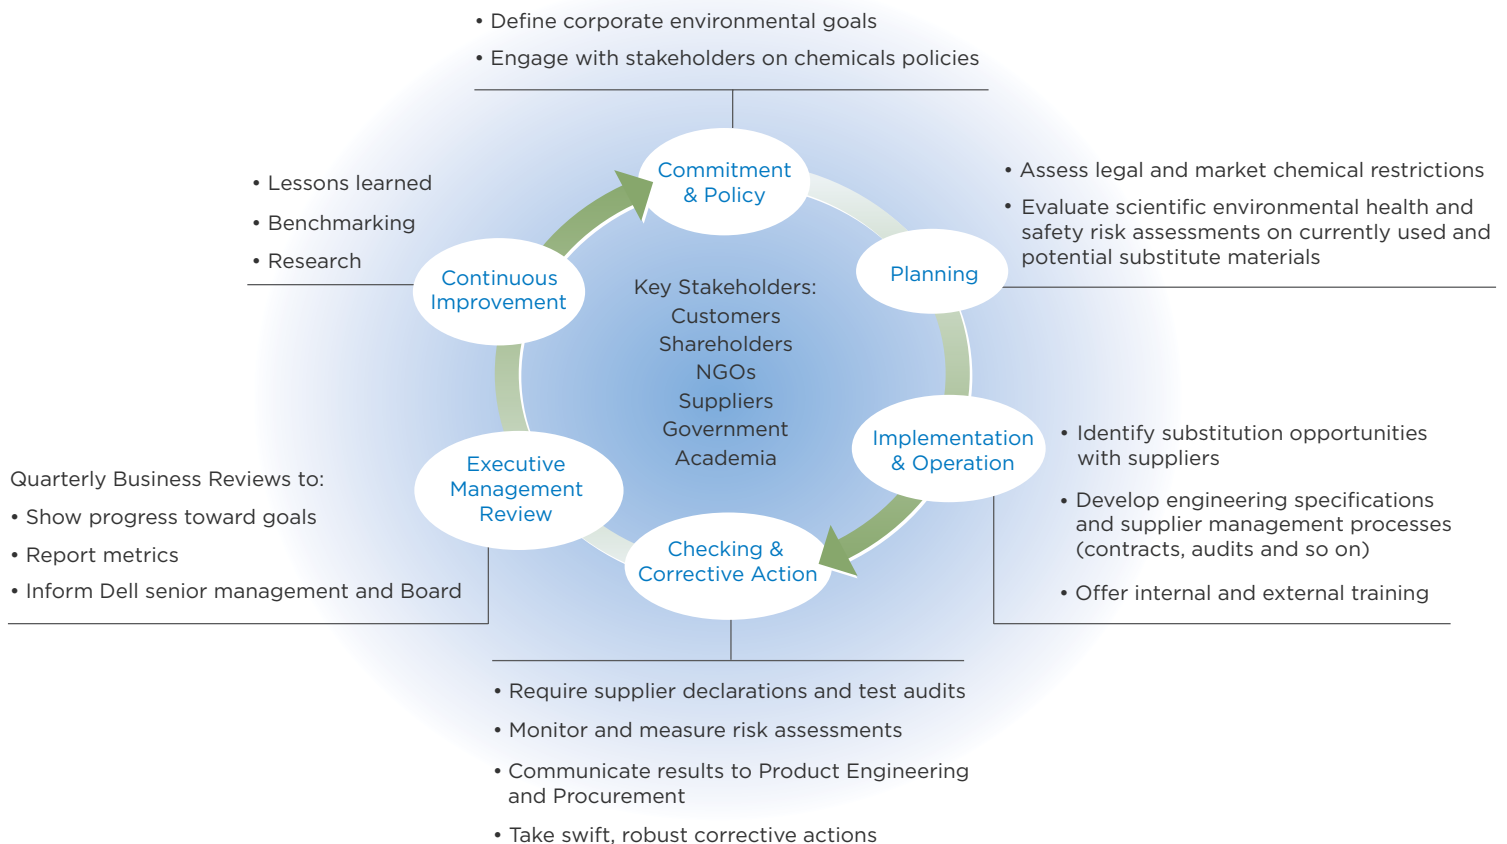 • Define corporate environmental goals
• Engage with stakeholders on chemicals policies
Commitment
& Policy
• Assess legal and market chemical restrictions
• Evaluate scientific environmental health and
safety risk assessments on currently used and
potential substitute materials
Planning
• Identify substitution opportunities
with suppliers
• Develop engineering specifications
and supplier management processes
(contracts, audits and so on)
• Offer internal and external training
Implementation
& Operation
Checking &
Corrective Action
• Require supplier declarations and test audits
• Monitor and measure risk assessments
• Communicate results to Product Engineering
and Procurement
• Take swift, robust corrective actions
Executive
Management
Review
Quarterly Business Reviews to:
• Show progress toward goals
• Report metrics
• Inform Dell senior management and Board
Continuous
Improvement
• Lessons learned
• Benchmarking
• Research
Key Stakeholders:
Customers
Shareholders
NGOs
Suppliers
Government
Academia